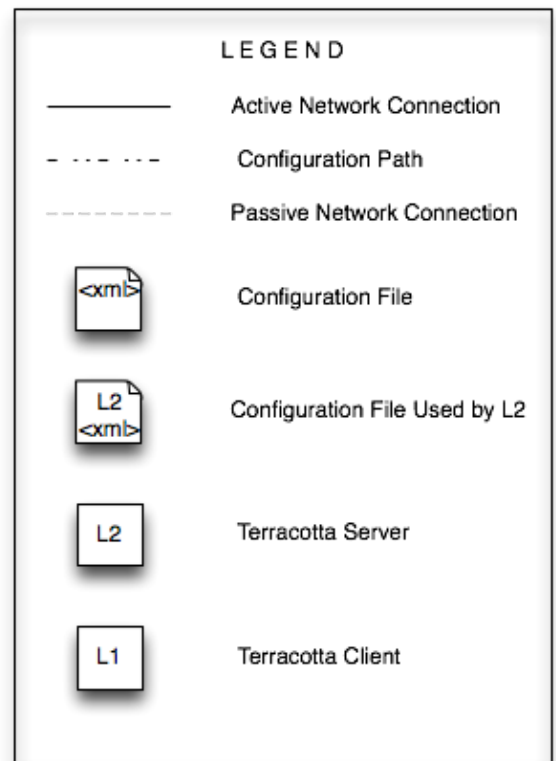 LEGEND
Active Network Connection
Configuration Path
Passive Network Connection
<xml>
Configuration File
L2
<xml>
Configuration File Used by L2
L2
Terracotta Server
L1
Terracotta Client